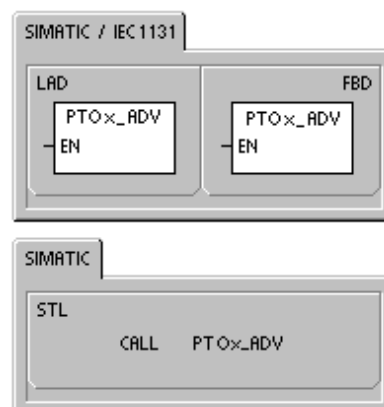 SIMATIC / IEC1131
LAD FBD
PTOx_ADV PTOx_ADV
EN EN
SIMATIC
STL
CALL PTOx_ADV